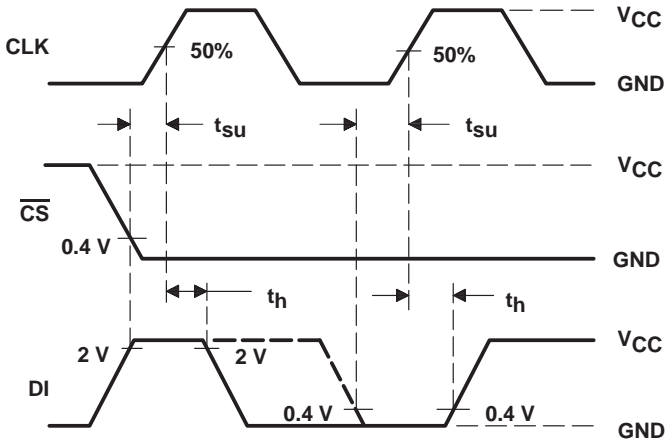 VCC
CLK
50%
50%
GND
tsu
tsu
VCC
CS
0.4 V
GND
th
th
VCC
2 V
2 V
DI
0.4 V
0.4 V
GND